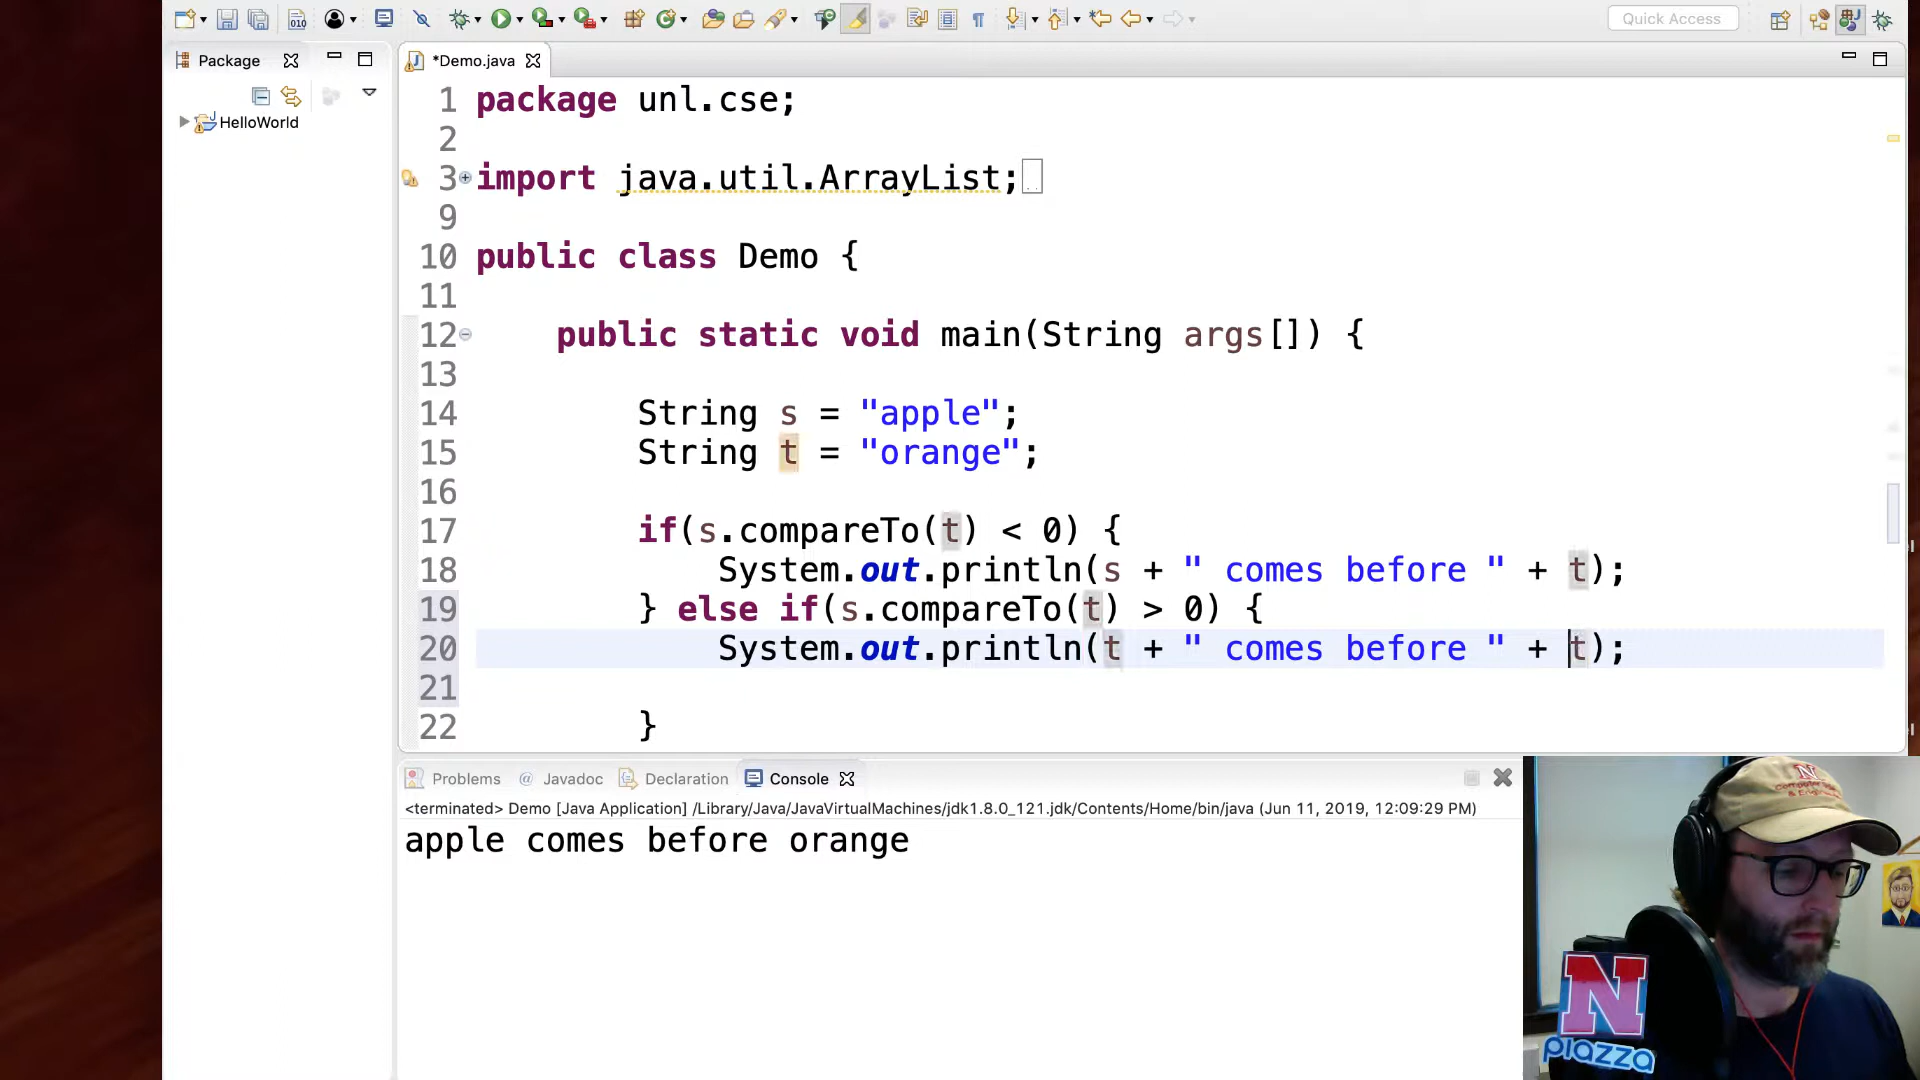 Quick Access
Package
*Demo.java
HelloWorld
1 package unl.cse;
2
3 import java.util.ArrayList;
9
10 public class Demo {
11
12 public static void main(String args[]) {
13
14 String s = "apple";
15 String t = "orange";
16
17 if(s.compareTo(t) < 0) {
18 System.out.println(s + " comes before " + t);
19 } else if(s.compareTo(t) > 0) {
20 System.out.println(t + " comes before " + t);
21
22 }
Problems @ Javadoc Declaration Console
<terminated> Demo [Java Application] /Library/Java/JavaVirtualMachines/jdk1.8.0_121.jdk/Contents/Home/bin/java (Jun 11, 2019, 12:09:29 PM)
apple comes before orange
N
Computer
& Engineering
N
piazza